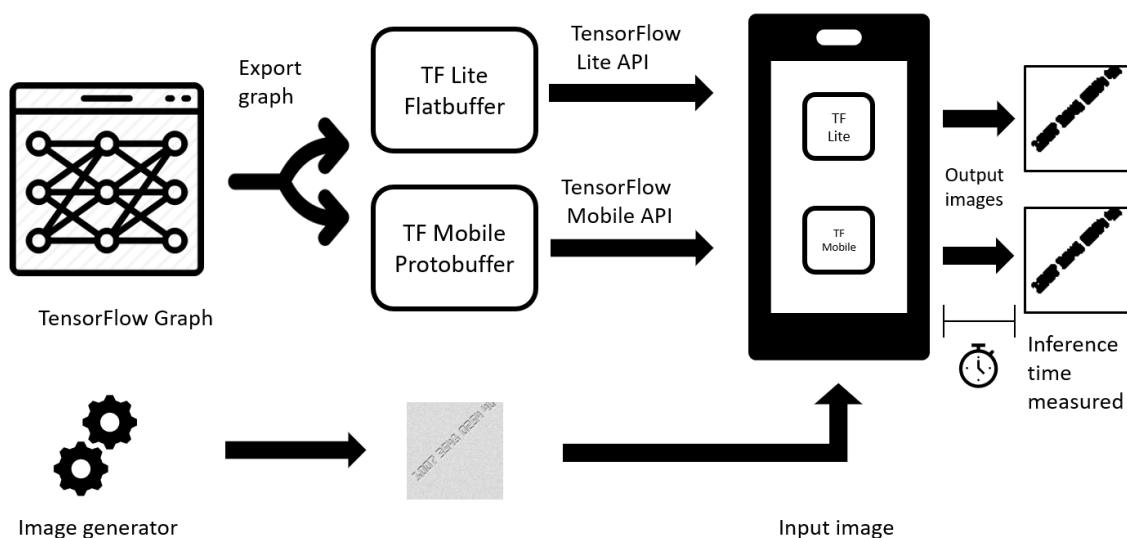 TensorFlow Graph
Export
graph
TF Lite
Flatbuffer
TF Mobile
Protobuffer
TensorFlow
Lite API
TensorFlow
Mobile API
TF
Lite
TF
Mobile
Output
images
Inference
time
measured
Image generator
Input image